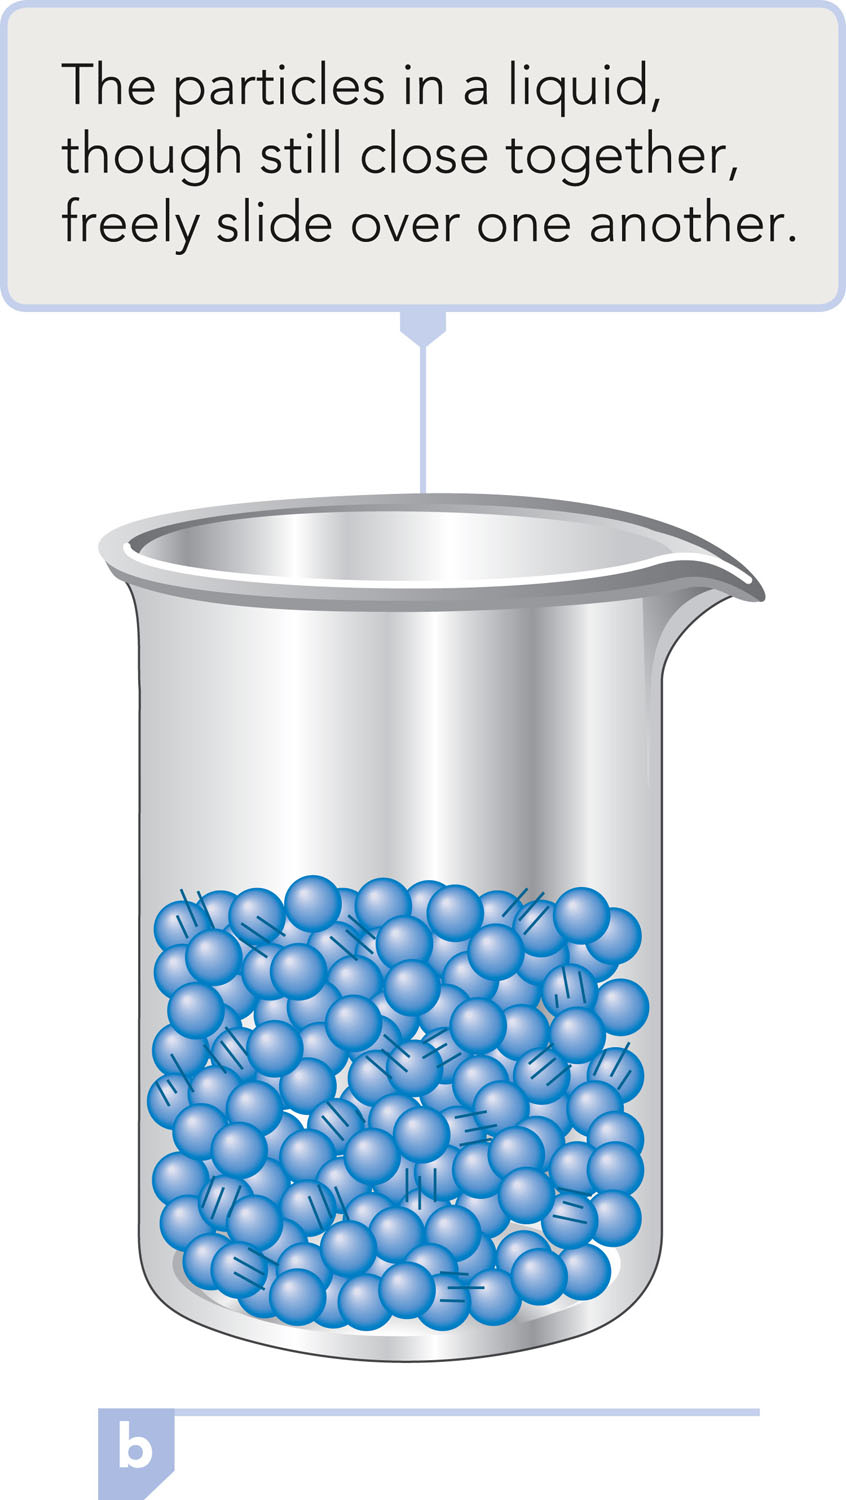 The particles in a liquid,
though still close together,
freely slide over one another.
b